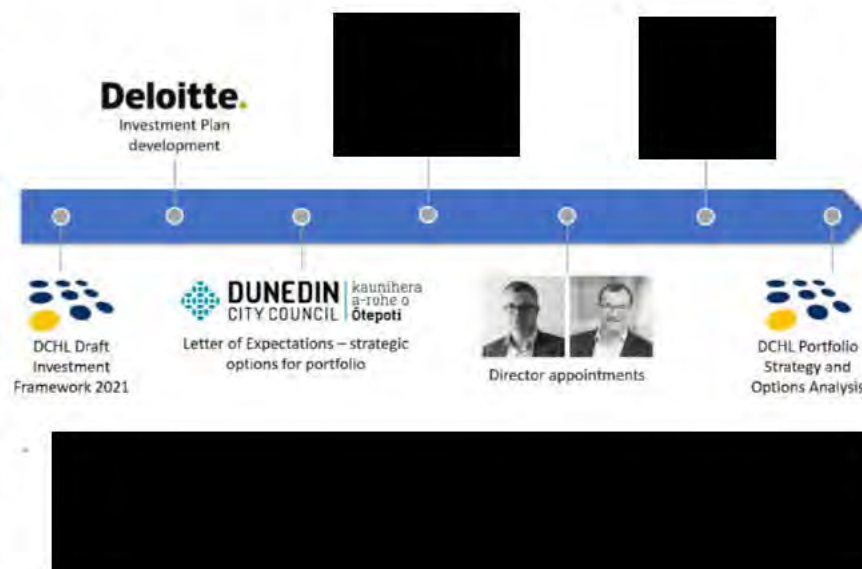 Deloitte.
Investment Plan
development
DCHL Draft
Investment
Framework 2021
DUNEDIN
CITY COUNCIL
kaunihera
a-rohe o
Ōtepoti
Letter of Expectations – strategic
options for portfolio
Director appointments
DCHL Portfolio
Strategy and
Options Analysis